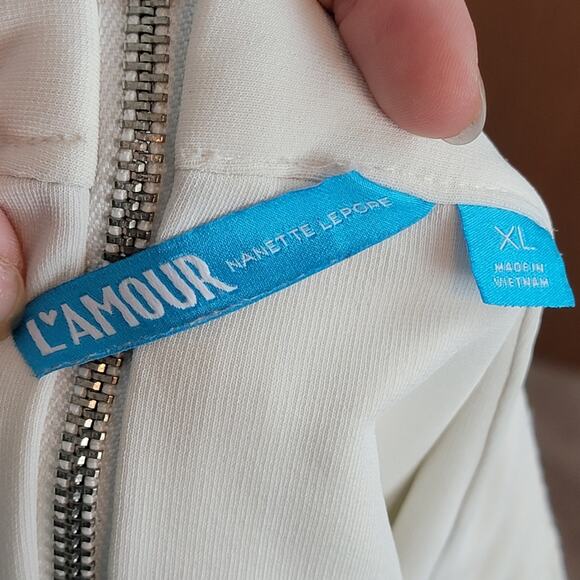 L'AMOUR NANETTE LEPORE
XL
MADE IN
VIETNAM